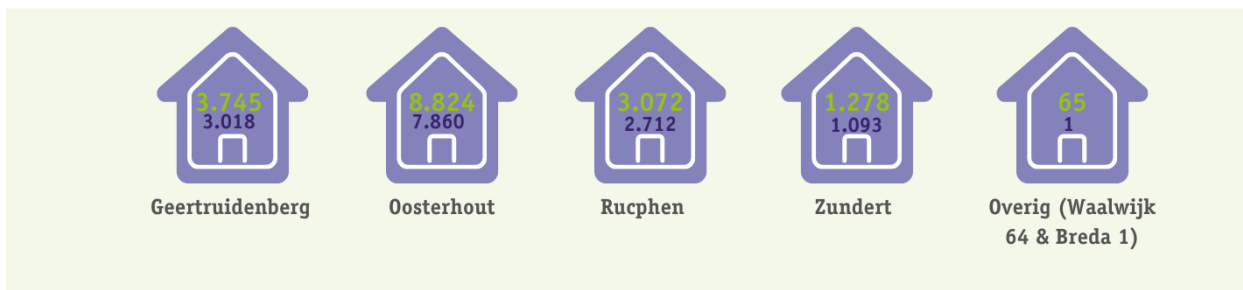 3.745
3.018
8.824
7.860
3.072
2.712
1.278
1.093
65
1
Geertruidenberg
Oosterhout
Rucphen
Zundert
Overig (Waalwijk
64 & Breda 1)